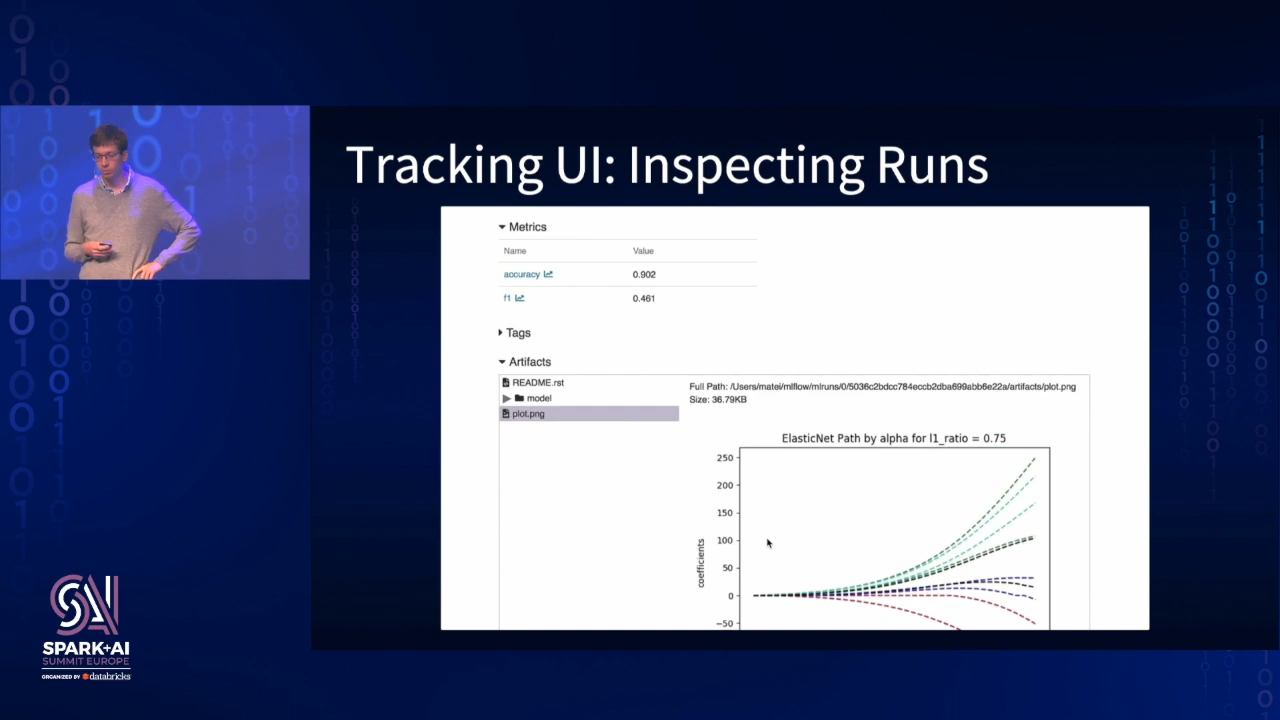 Tracking UI: Inspecting Runs
Metrics
Name Value
accuracy 0.902
f1 0.461
Tags
Artifacts
README.rst
model
plot.png
Full Path: /Users/matei/mlflow/mlruns/0/5036c2bdcc784eccb2dba699abb6e22a/artifacts/plot.png
Size: 36.79KB
ElasticNet Path by alpha for l1_ratio = 0.75
250
200
150
100
50
0
−50
coefficients
SAI
SPARK+AI
SUMMIT EUROPE
ORGANIZED BY databricks